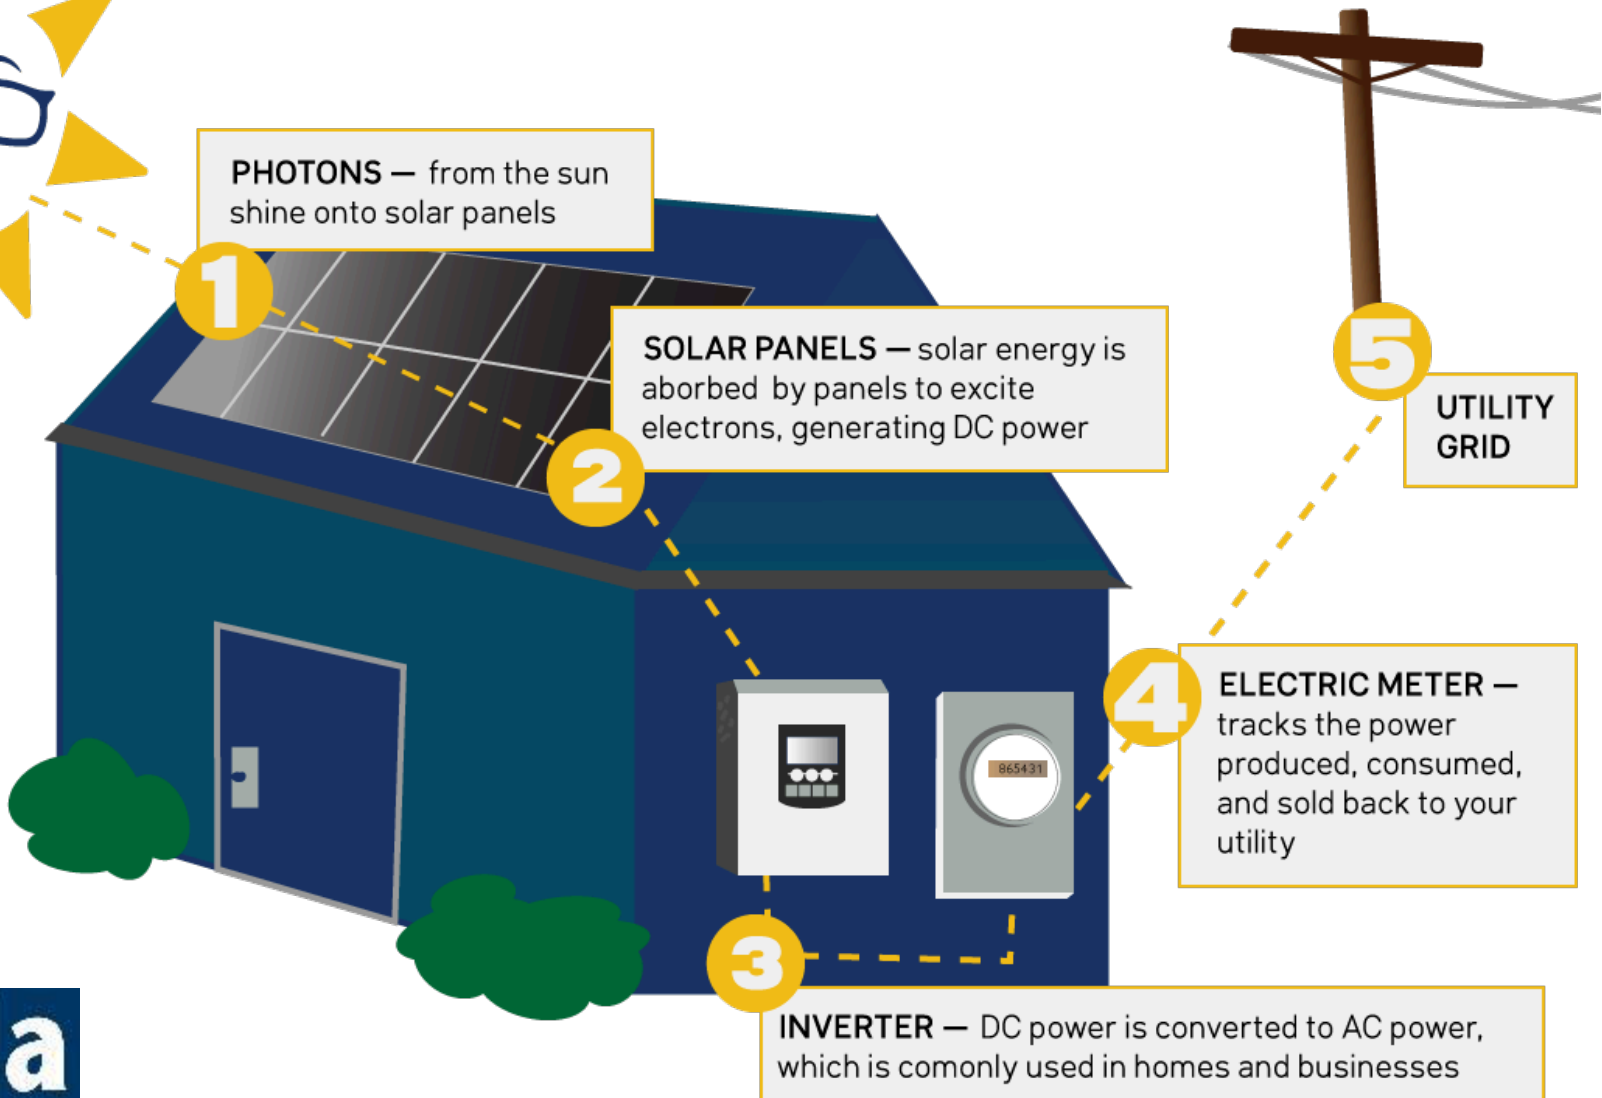 PHOTONS — from the sun
shine onto solar panels
1
SOLAR PANELS — solar energy is
aborbed by panels to excite
electrons, generating DC power
2
5
UTILITY
GRID
4
ELECTRIC METER —
tracks the power
produced, consumed,
and sold back to your
utility
865431
3
INVERTER — DC power is converted to AC power,
which is comonly used in homes and businesses
a